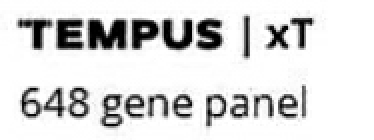 TEMPUS | xT
648 gene panel